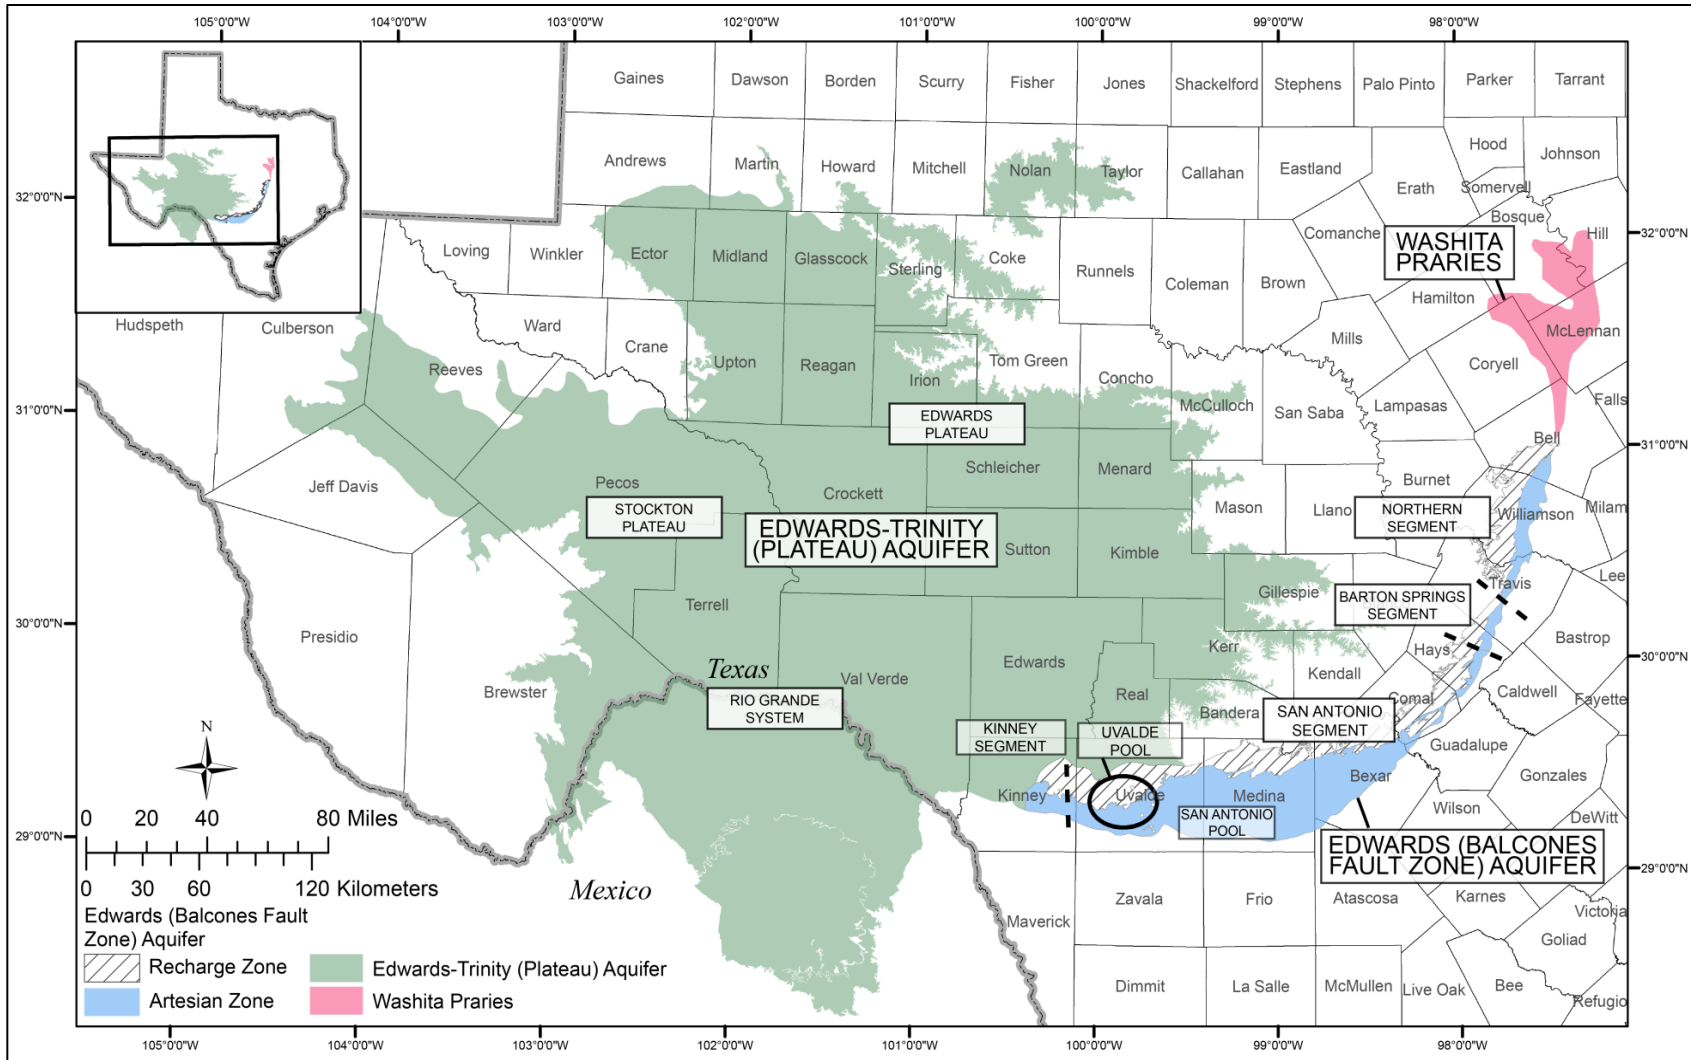 105°0'0"W
104°0'0"W
103°0'0"W
102°0'0"W
101°0'0"W
100°0'0"W
99°0'0"W
98°0'0"W
Gaines
Dawson
Borden
Scurry
Fisher
Jones
Shackelford
Stephens
Palo Pinto
Parker
Tarrant
Andrews
Martin
Howard
Mitchell
Nolan
Taylor
Callahan
Eastland
Erath
Hood
Somervell
Johnson
Bosque
Hill
32°0'0"N
32°0'0"N
Loving
Winkler
Ector
Midland
Glasscock
Sterling
Coke
Runnels
Coleman
Brown
Comanche
WASHITA
PRARIES
Hamilton
McLennan
Hudspeth
Culberson
Reeves
Ward
Crane
Upton
Reagan
Irion
Tom Green
Concho
McCulloch
San Saba
Mills
Lampasas
Coryell
Falls
31°0'0"N
31°0'0"N
EDWARDS
PLATEAU
Bell
Jeff Davis
Pecos
Crockett
Schleicher
Menard
Mason
Llano
Burnet
Williamson
Milam
STOCKTON
PLATEAU
NORTHERN
SEGMENT
EDWARDS-TRINITY
(PLATEAU) AQUIFER
Sutton
Kimble
Gillespie
Travis
Lee
BARTON SPRINGS
SEGMENT
30°0'0"N
30°0'0"N
Presidio
Terrell
Brewster
Texas
Val Verde
Edwards
Real
Kerr
Kendall
Bandera
Hays
Comal
Bastrop
Caldwell
Fayette
RIO GRANDE
SYSTEM
KINNEY
SEGMENT
UVALDE
POOL
SAN ANTONIO
SEGMENT
Guadalupe
Gonzales
Kinney
Uvalde
Medina
Bexar
Wilson
DeWitt
SAN ANTONIO
POOL
29°0'0"N
29°0'0"N
EDWARDS (BALCONES
FAULT ZONE) AQUIFER
Mexico
Maverick
Zavala
Frio
Atascosa
Karnes
Victoria
Goliad
Dimmit
La Salle
McMullen
Live Oak
Bee
Refugio
N
0 20 40 80 Miles
0 30 60 120 Kilometers
Edwards (Balcones Fault
Zone) Aquifer
Recharge Zone
Artesian Zone
Edwards-Trinity (Plateau) Aquifer
Washita Praries
105°0'0"W
104°0'0"W
103°0'0"W
102°0'0"W
101°0'0"W
100°0'0"W
99°0'0"W
98°0'0"W